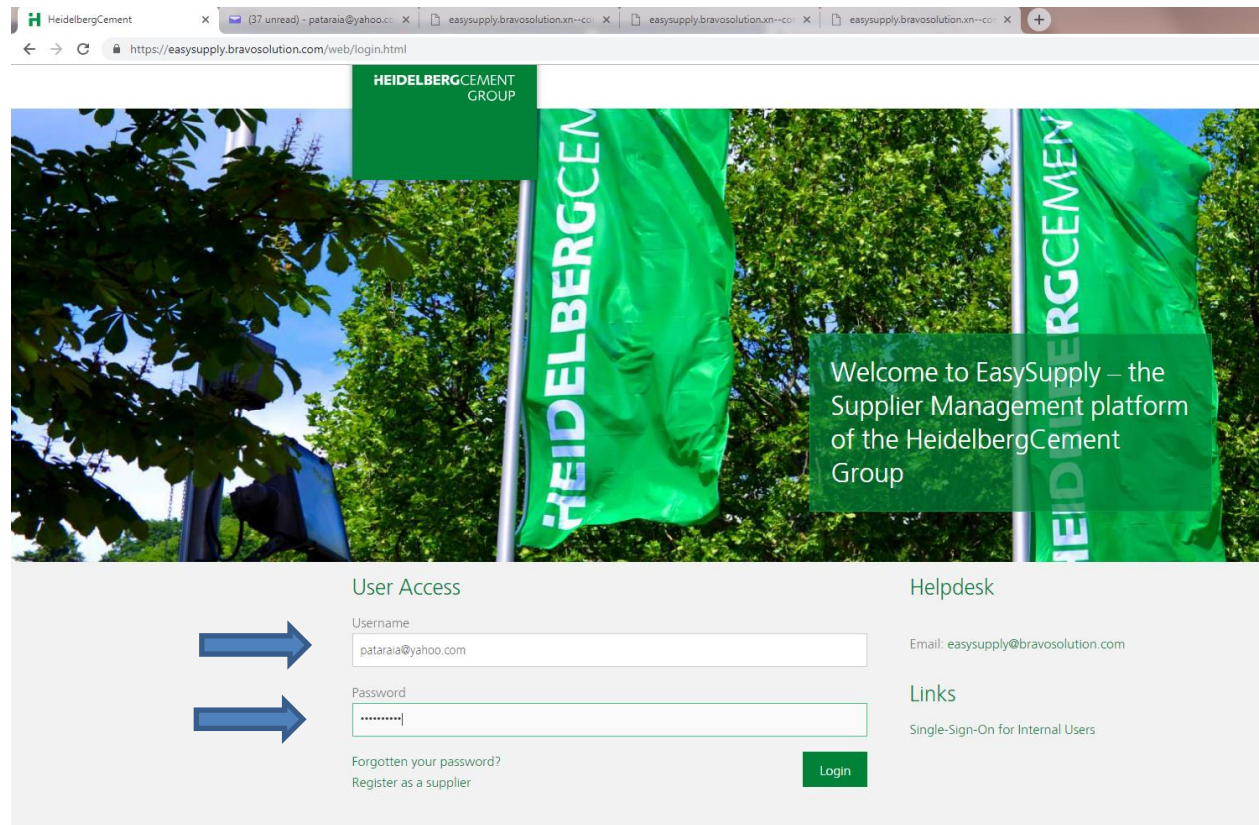 HeidelbergCement
(37 unread) - pataraia@yahoo.co
easysupply.bravosolution.xn--co
easysupply.bravosolution.xn--co
easysupply.bravosolution.xn--co
https://easysupply.bravosolution.com/web/login.html
HEIDELBERGCEMENT
GROUP
HEIDELBERGCEM
HEIDELBERGCEMEN
Welcome to EasySupply – the
Supplier Management platform
of the HeidelbergCement
Group
User Access
Username
pataraia@yahoo.com
Password
••••••••••
Forgotten your password?
Register as a supplier
Login
Helpdesk
Email: easysupply@bravosolution.com
Links
Single-Sign-On for Internal Users